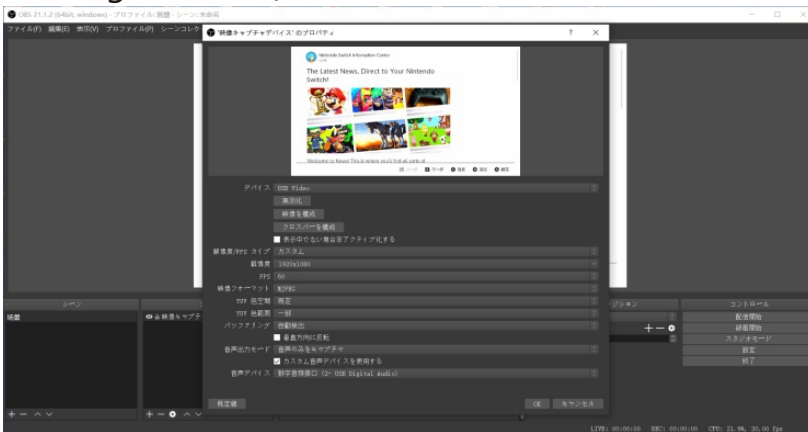 OBS 21.1.2 (64bit, windows) - プロファイル: 無題 - シーン: 未命名
ファイル(F) 編集(E) 表示(V) プロファイル(P) シーンコレク
'映像キャプチャデバイス' のプロパティ
Nintendo Switch Information Center
The Latest News, Direct to Your Nintendo
Switch!
Welcome to News! This is where you'll find all sorts of
デバイス USB Video
無効化
映像を構成
クロスバーを構成
表示中でない場合非アクティブ化する
解像度/FPS タイプ カスタム
解像度 1920x1080
FPS 60
映像フォーマット MJPEG
YUV 色空間 既定
YUV 色範囲 一部
バッファリング 自動検出
垂直方向に反転
音声出力モード 音声のみをキャプチャ
カスタム音声デバイスを使用する
音声デバイス 数字音频接口 (2- USB Digital Audio)
既定値
OK キャンセル
シーン
映像キャプチ
コントロール
配信開始
録画開始
スタジオモード
設定
終了
LIVE: 00:00:00 REC: 00:00:00 CPU: 21.9%, 30.00 fps